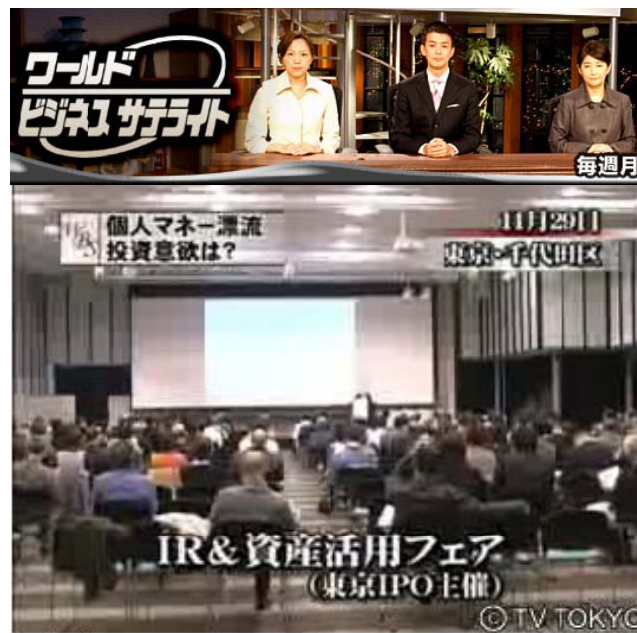 ワールド
ビジネス サテライト
毎週月
個人マネー漂流
投資意欲は?
11月29日
東京・千代田区
IR&資産活用フェア
(東京IPO主催)
© TV TOKYO